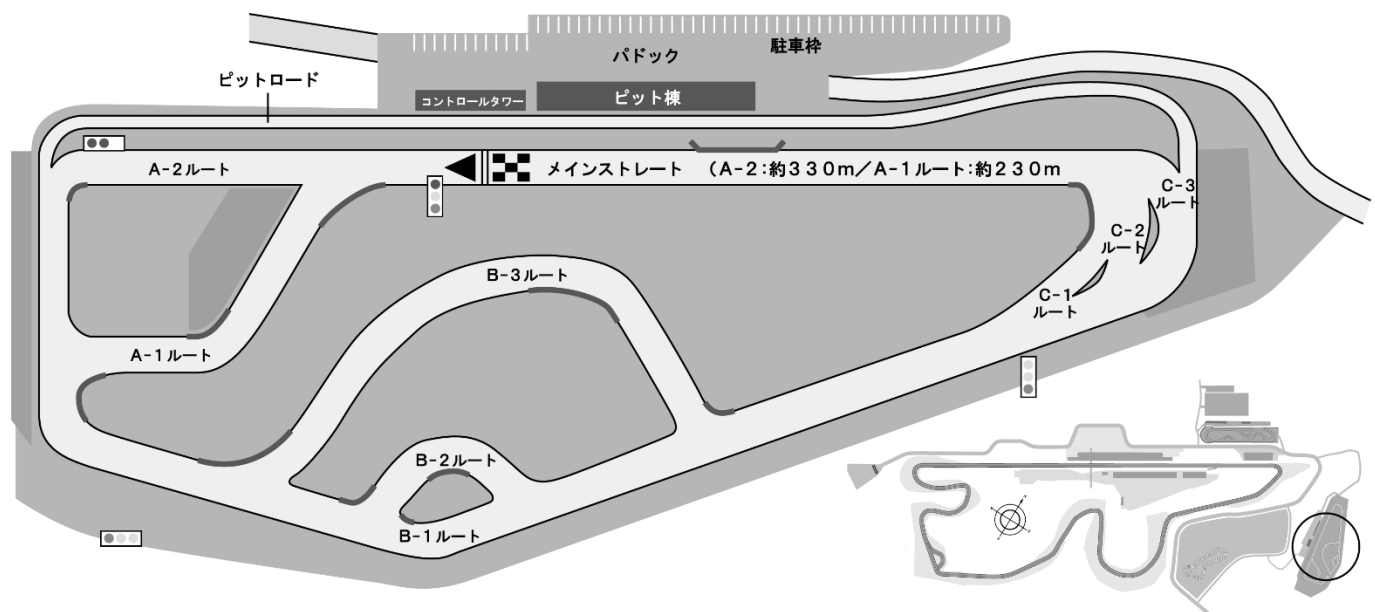 パドック
駐車枠
ピットロード
コントロールタワー
ピット棟
A-2ルート
メインストレート (A-2:約330m/A-1ルート:約230m
C-3
ルート
C-2
ルート
B-3ルート
C-1
ルート
A-1ルート
B-2ルート
B-1ルート